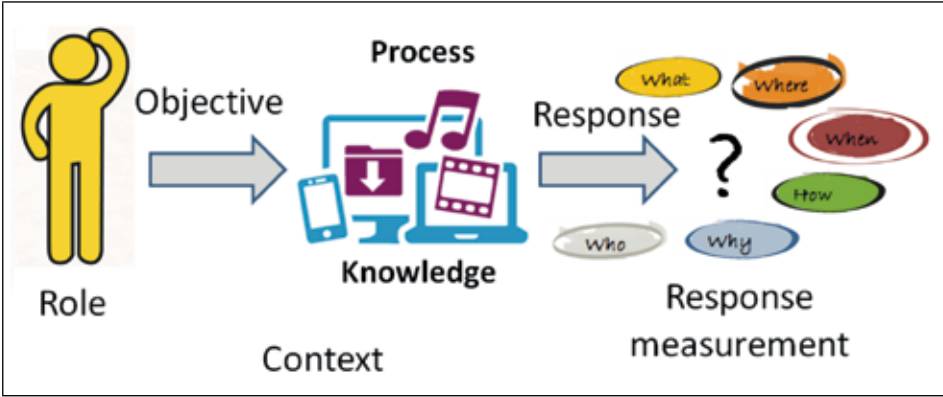 Process
What
Where
Objective
Response
When
?
How
Who
Why
Knowledge
Role
Response
measurement
Context